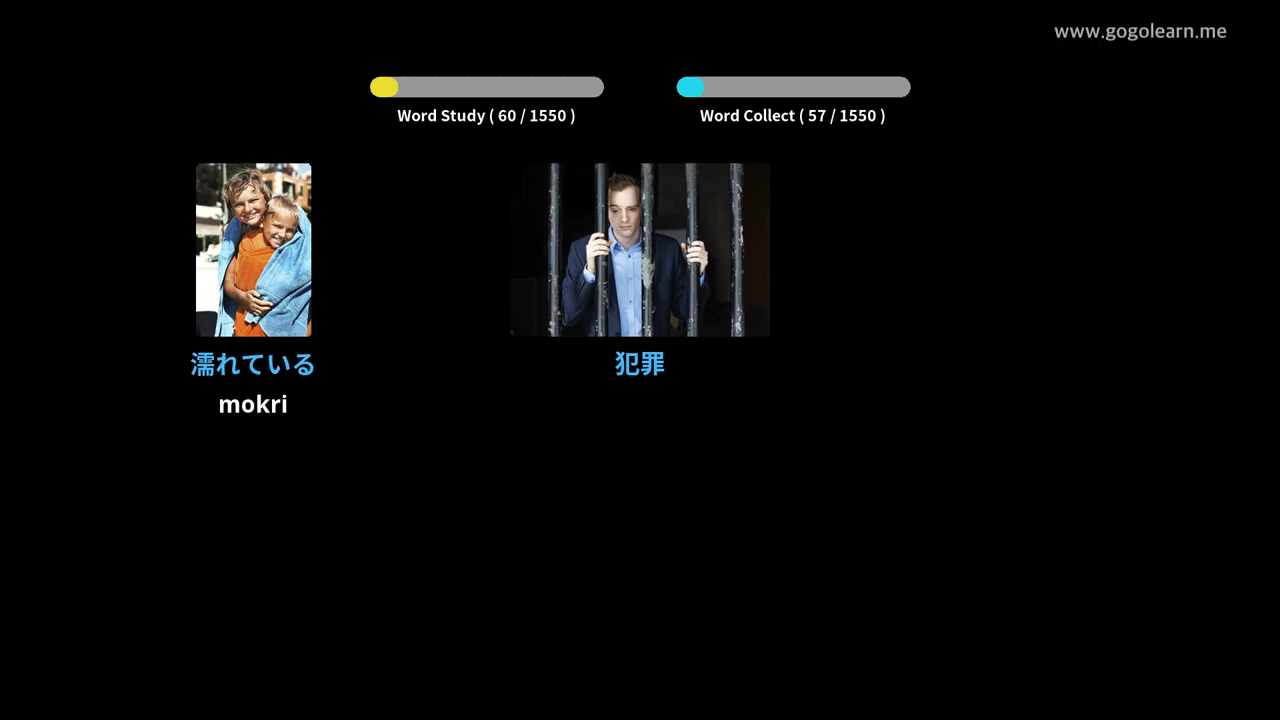 www.gogolearn.me
Word Study ( 60 / 1550 )
Word Collect ( 57 / 1550 )
濡れている
犯罪
mokri